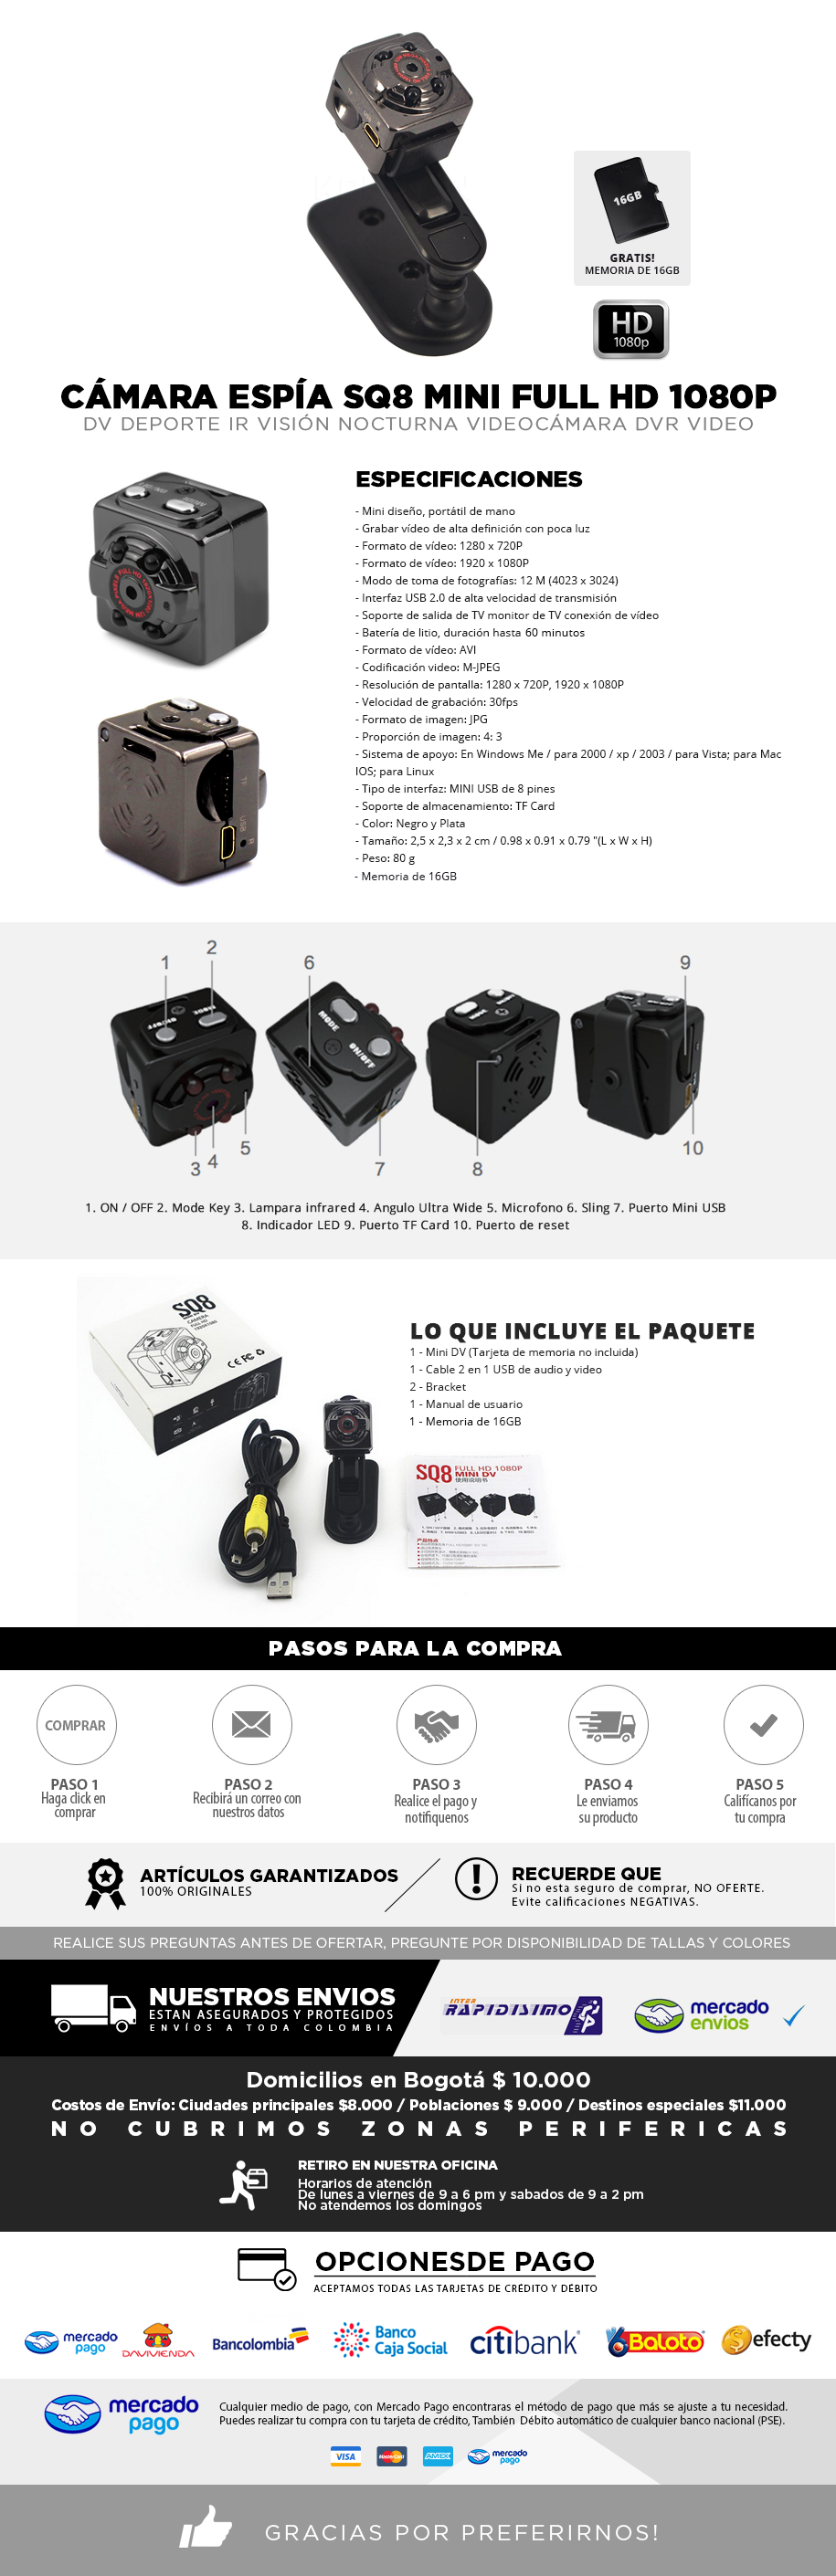 16GB
GRATIS!
MEMORIA DE 16GB
HD
1080p
CÁMARA ESPÍA SQ8 MINI FULL HD 1080P
DV DEPORTE IR VISIÓN NOCTURNA VIDEOCÁMARA DVR VIDEO
ESPECIFICACIONES
- Mini diseño, portátil de mano
- Grabar vídeo de alta definición con poca luz
- Formato de vídeo: 1280 x 720P
- Formato de vídeo: 1920 x 1080P
- Modo de toma de fotografías: 12 M (4023 x 3024)
- Interfaz USB 2.0 de alta velocidad de transmisión
- Soporte de salida de TV monitor de TV conexión de vídeo
- Batería de litio, duración hasta 60 minutos
- Formato de vídeo: AVI
- Codificación video: M-JPEG
- Resolución de pantalla: 1280 x 720P, 1920 x 1080P
- Velocidad de grabación: 30fps
- Formato de imagen: JPG
- Proporción de imagen: 4: 3
- Sistema de apoyo: En Windows Me / para 2000 / xp / 2003 / para Vista; para Mac
IOS; para Linux
- Tipo de interfaz: MINI USB de 8 pines
- Soporte de almacenamiento: TF Card
- Color: Negro y Plata
- Tamaño: 2,5 x 2,3 x 2 cm / 0.98 x 0.91 x 0.79 "(L x W x H)
- Peso: 80 g
- Memoria de 16GB
TF
USB
R
1
2
6
9
MODE
ON/OFF
3
4
5
7
8
10
1. ON / OFF 2. Mode Key 3. Lampara infrared 4. Angulo Ultra Wide 5. Microfono 6. Sling 7. Puerto Mini USB
8. Indicador LED 9. Puerto TF Card 10. Puerto de reset
SQ8
CAMERA
LO QUE INCLUYE EL PAQUETE
1 - Mini DV (Tarjeta de memoria no incluida)
1 - Cable 2 en 1 USB de audio y video
2 - Bracket
1 - Manual de usuario
1 - Memoria de 16GB
SQ8 FULL HD 1080P
MINI DV
使用说明书
PASOS PARA LA COMPRA
COMPRAR
PASO 1
Haga click en
comprar
PASO 2
Recibirá un correo con
nuestros datos
PASO 3
Realice el pago y
notifiquenos
PASO 4
Le enviamos
su producto
PASO 5
Califícanos por
tu compra
ARTÍCULOS GARANTIZADOS
100% ORIGINALES
RECUERDE QUE
Si no esta seguro de comprar, NO OFERTE.
Evite calificaciones NEGATIVAS.
REALICE SUS PREGUNTAS ANTES DE OFERTAR, PREGUNTE POR DISPONIBILIDAD DE TALLAS Y COLORES
NUESTROS ENVIOS
ESTAN ASEGURADOS Y PROTEGIDOS
ENVÍOS A TODA COLOMBIA
INTER
RAPIDISIMO
mercado
envios
Domicilios en Bogotá $ 10.000
Costos de Envío: Ciudades principales $8.000 / Poblaciones $ 9.000 / Destinos especiales $11.000
NO CUBRIMOS ZONAS PERIFERICAS
RETIRO EN NUESTRA OFICINA
Horarios de atención
De lunes a viernes de 9 a 6 pm y sabados de 9 a 2 pm
No atendemos los domingos
OPCIONESDE PAGO
ACEPTAMOS TODAS LAS TARJETAS DE CRÉDITO Y DÉBITO
mercado
pago
DAVIVIENDA
Bancolombia
Banco
Caja Social
citibank
Baloto
efecty
mercado
pago
Cualquier medio de pago, con Mercado Pago encontraras el método de pago que más se ajuste a tu necesidad.
Puedes realizar tu compra con tu tarjeta de crédito, También Débito automático de cualquier banco nacional (PSE).
VISA
MasterCard
AMEX
mercado
pago
GRACIAS POR PREFERIRNOS!